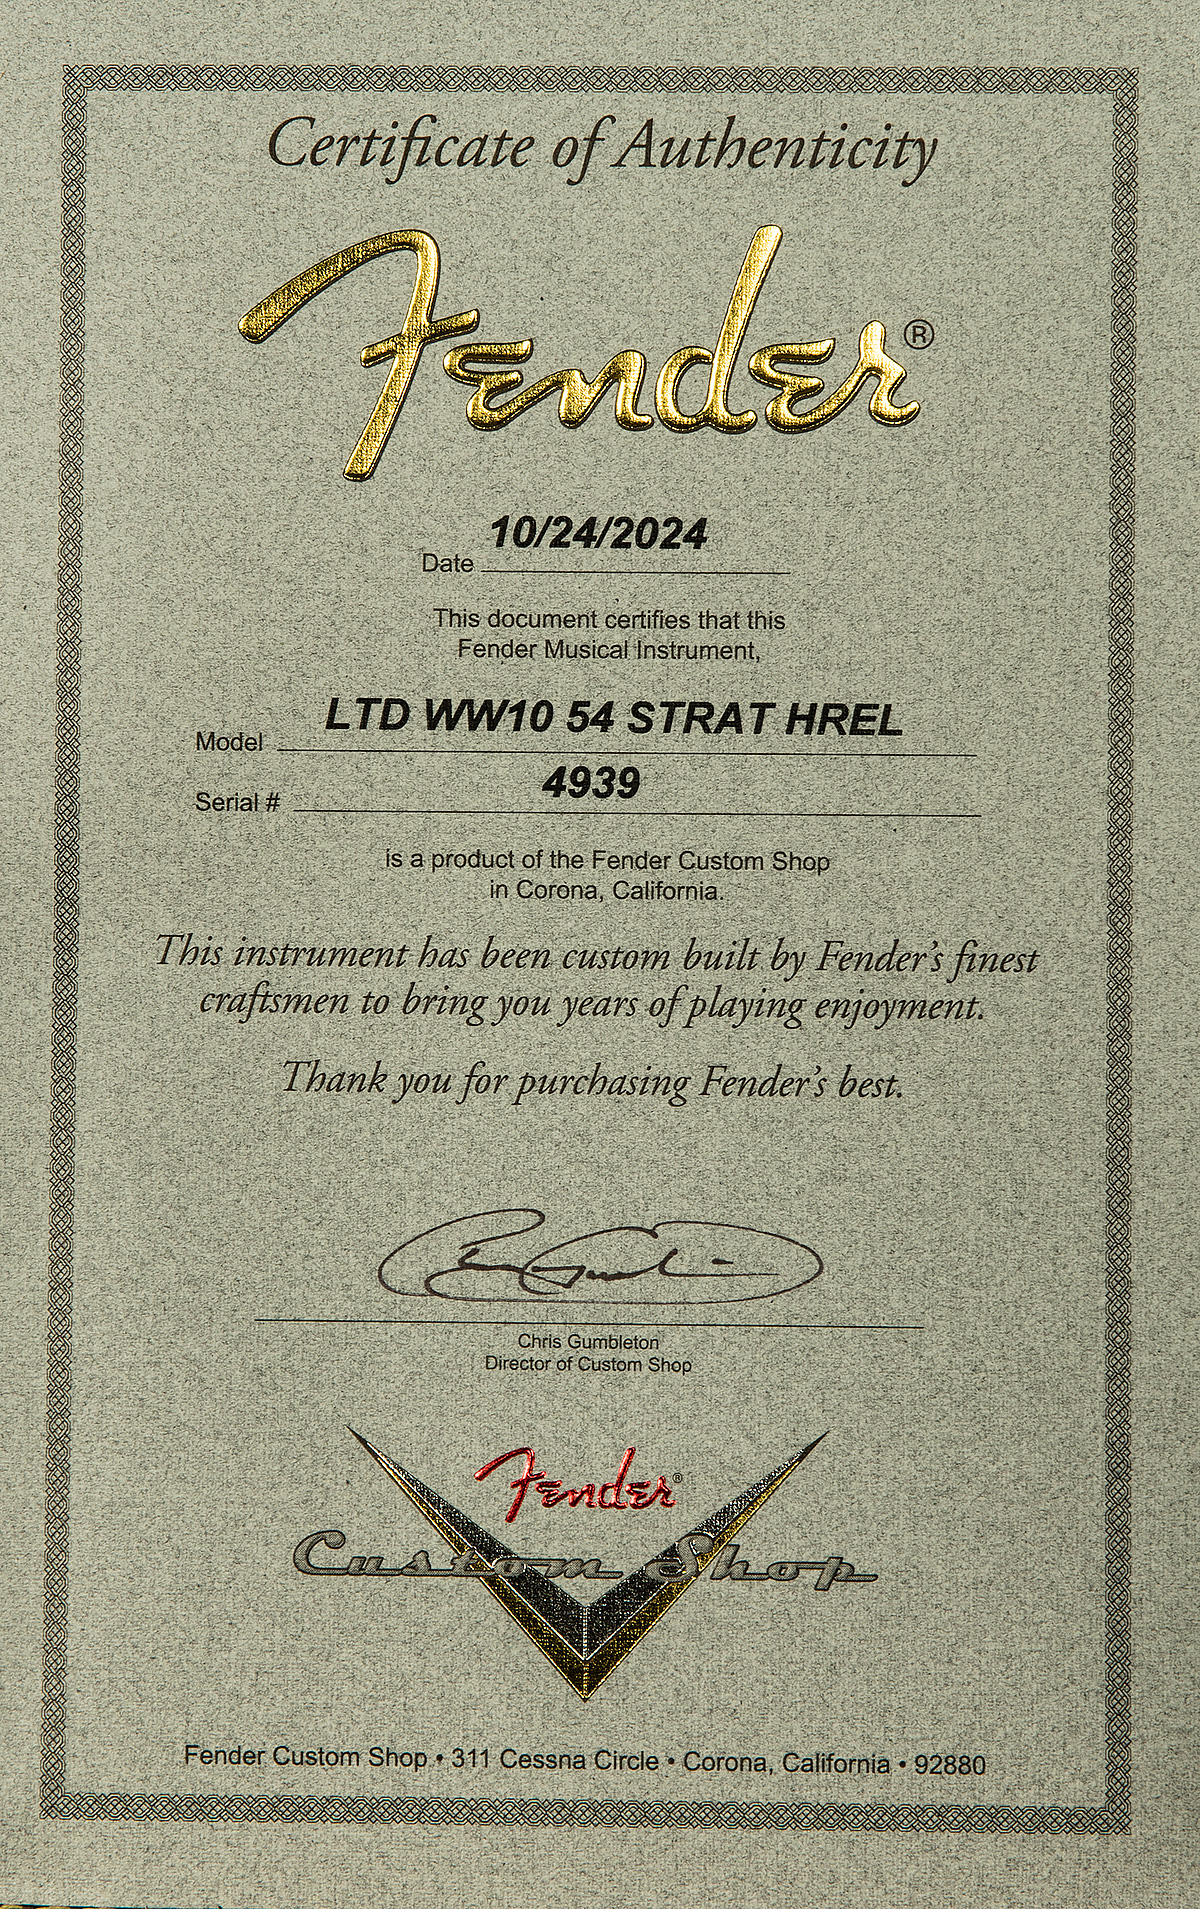 Certificate of Authenticity
Fender®
10/24/2024
Date
This document certifies that this
Fender Musical Instrument,
LTD WW10 54 STRAT HREL
Model
4939
Serial #
is a product of the Fender Custom Shop
in Corona, California.
This instrument has been custom built by Fender's finest
craftsmen to bring you years of playing enjoyment.
Thank you for purchasing Fender's best.
Chris Gumbleton
Director of Custom Shop
Fender®
Custom Shop
Fender Custom Shop • 311 Cessna Circle • Corona, California • 92880